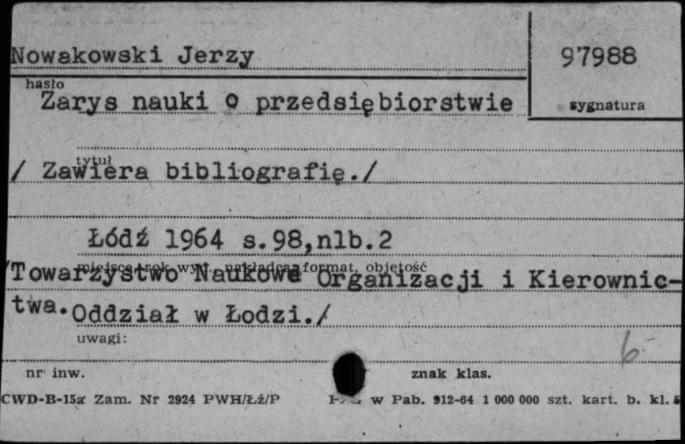 Nowakowski Jerzy
97988
hasło
Zarys nauki o przedsiębiorstwie
sygnatura
tytuł
/ Zawiera bibliografię./
Łódź 1964 s.98,nlb.2
miejsce, rok wyd., nakładca, format, objętość
/Towarzystwo Naukowe Organizacji i Kierownic-
twa.Oddział w Łodzi./
uwagi:
6
nr inw.
znak klas.
CWD-B-15a Zam. Nr 2924 PWH/Łź/P
w Pab. 912-64 1 000 000 szt. kart. b. kl.